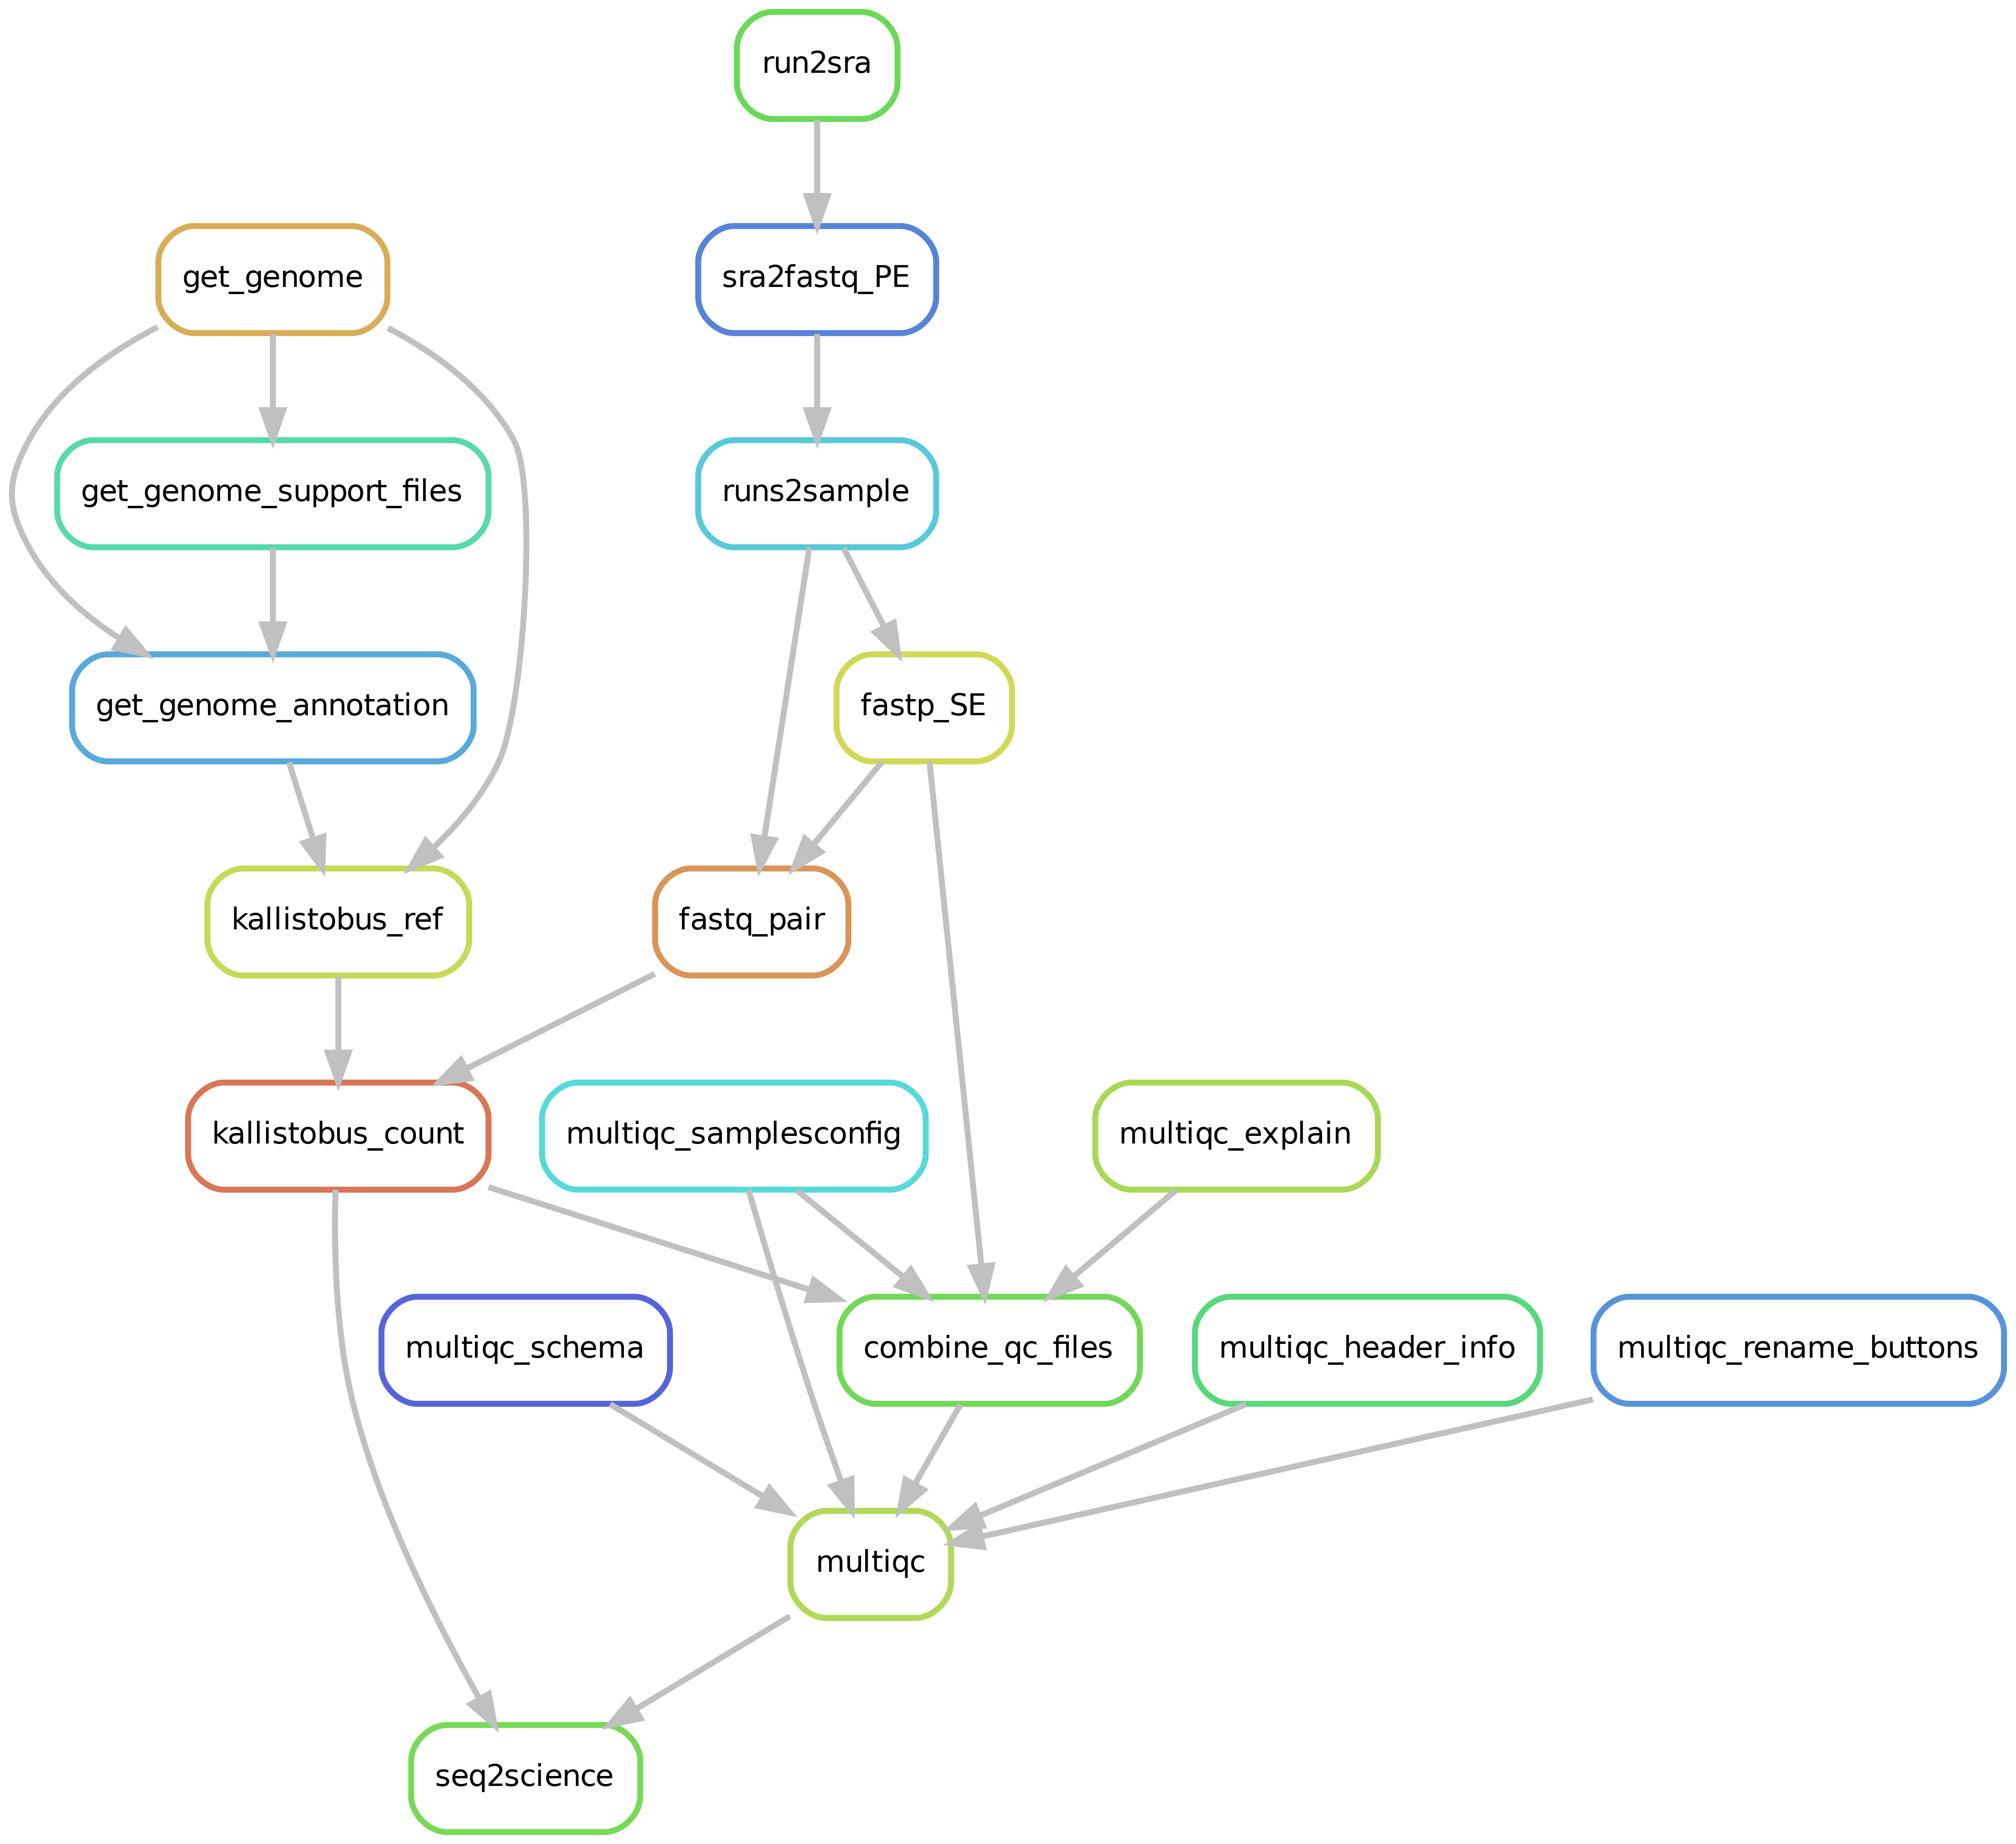 run2sra
get_genome
sra2fastq_PE
get_genome_support_files
runs2sample
get_genome_annotation
fastp_SE
kallistobus_ref
fastq_pair
kallistobus_count
multiqc_samplesconfig
multiqc_explain
multiqc_schema
combine_qc_files
multiqc_header_info
multiqc_rename_buttons
multiqc
seq2science